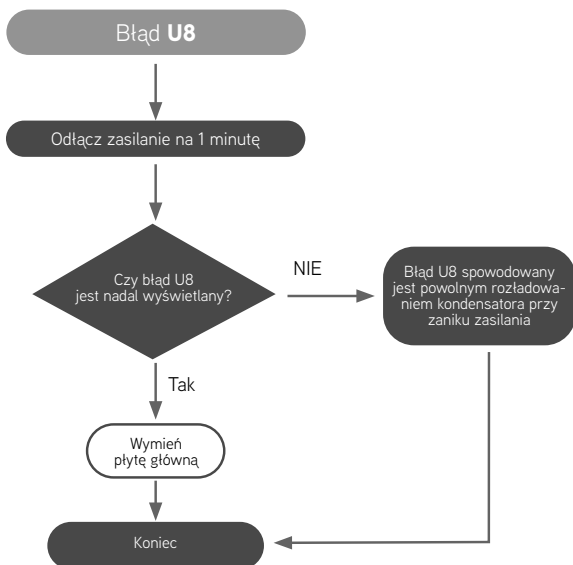 Błąd U8
Odłącz zasilanie na 1 minutę
Czy błąd U8
jest nadal wyświetlany?
NIE
Błąd U8 spowodowany
jest powolnym rozładowa-
niem kondensatora przy
zaniku zasilania
Tak
Wymień
płytę główną
Koniec